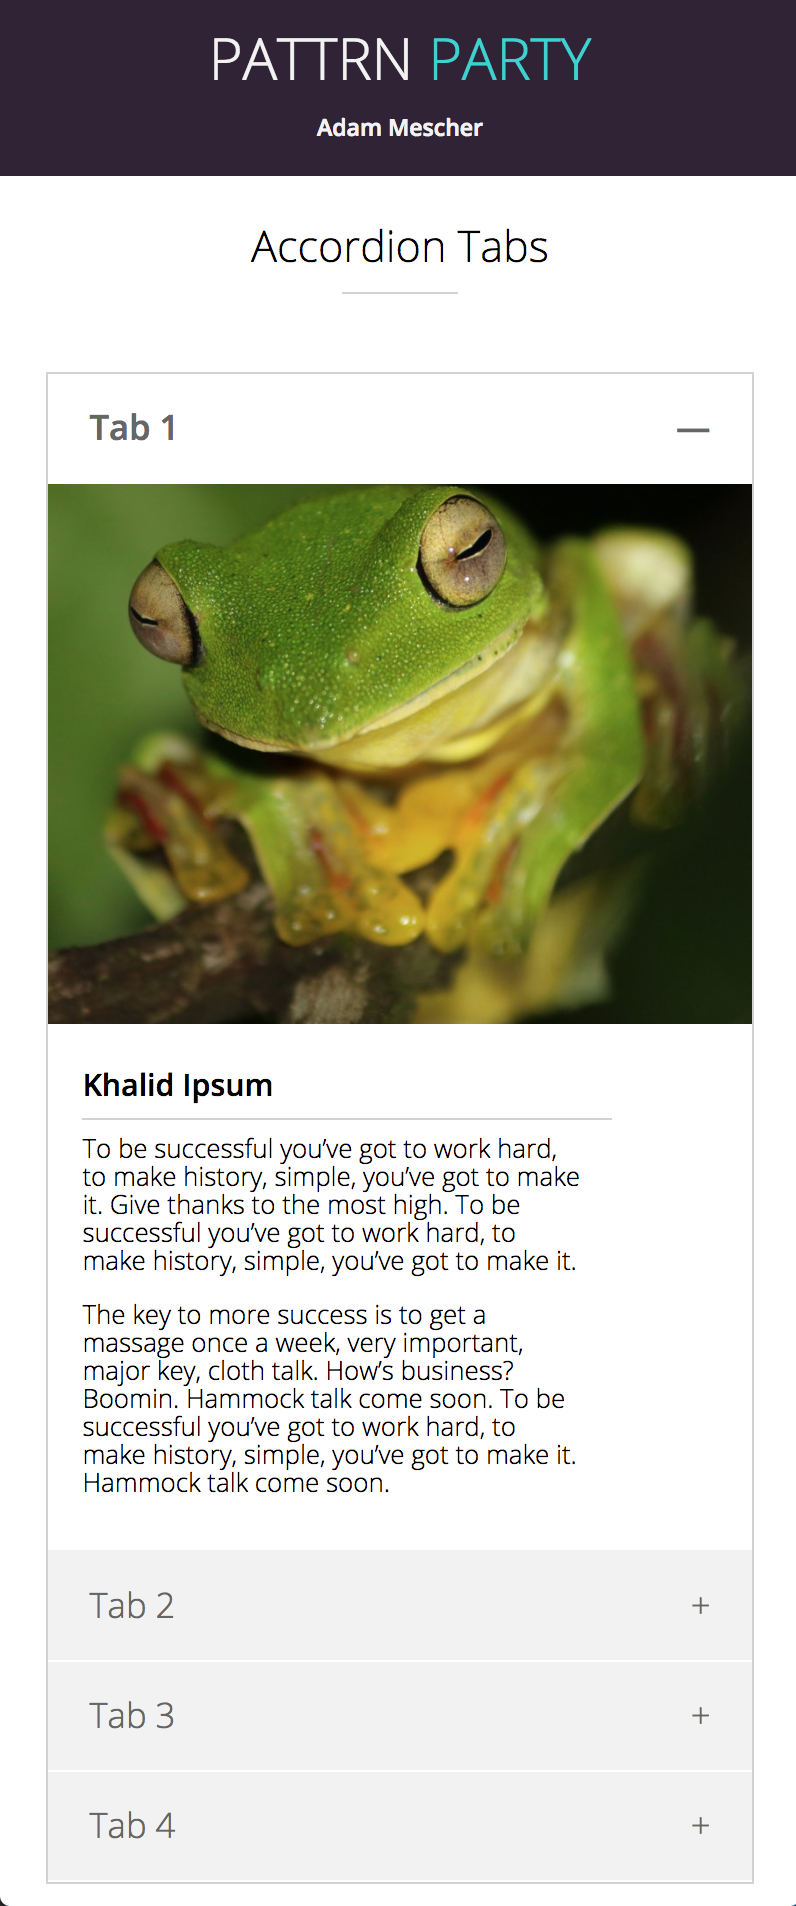 PATTRN PARTY
Adam Mescher
Accordion Tabs
Tab 1 —
Khalid Ipsum
To be successful you’ve got to work hard,
to make history, simple, you’ve got to make
it. Give thanks to the most high. To be
successful you’ve got to work hard, to
make history, simple, you’ve got to make it.
The key to more success is to get a
massage once a week, very important,
major key, cloth talk. How’s business?
Boomin. Hammock talk come soon. To be
successful you’ve got to work hard, to
make history, simple, you’ve got to make it.
Hammock talk come soon.
Tab 2 +
Tab 3 +
Tab 4 +